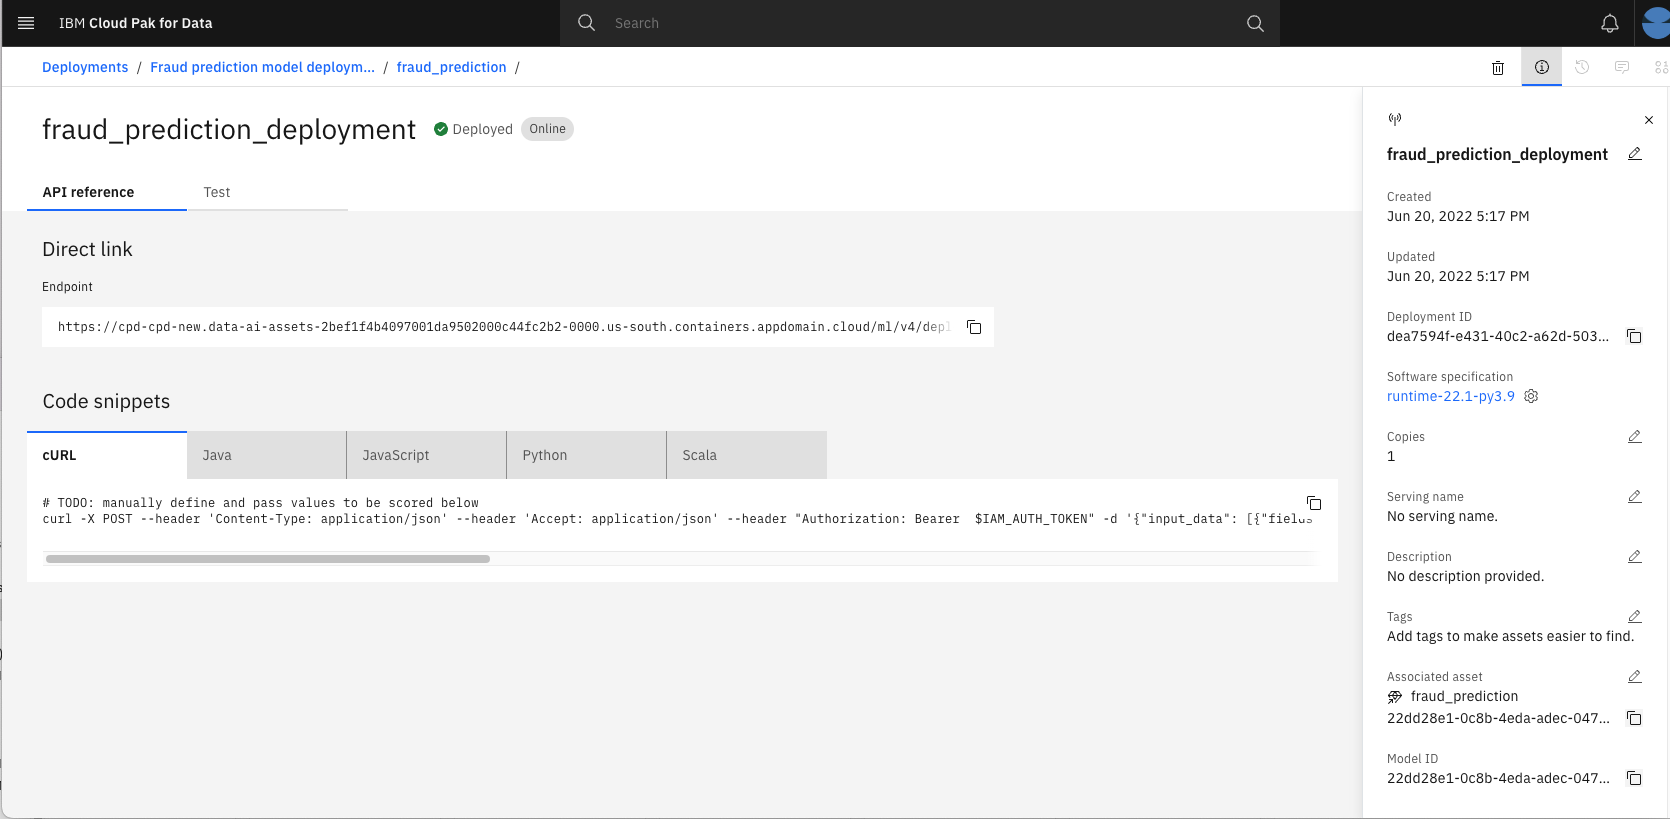 IBM Cloud Pak for Data
Search
Deployments / Fraud prediction model deploym... / fraud_prediction /
fraud_prediction_deployment
Deployed
Online
API reference
Test
Direct link
Endpoint
https://cpd-cpd-new.data-ai-assets-2bef1f4b4097001da9502000c44fc2b2-0000.us-south.containers.appdomain.cloud/ml/v4/depl
Code snippets
cURL
Java
JavaScript
Python
Scala
# TODO: manually define and pass values to be scored below
curl -X POST --header 'Content-Type: application/json' --header 'Accept: application/json' --header "Authorization: Bearer  $IAM_AUTH_TOKEN" -d '{"input_data": [{"fields
fraud_prediction_deployment
Created
Jun 20, 2022 5:17 PM
Updated
Jun 20, 2022 5:17 PM
Deployment ID
dea7594f-e431-40c2-a62d-503...
Software specification
runtime-22.1-py3.9
Copies
1
Serving name
No serving name.
Description
No description provided.
Tags
Add tags to make assets easier to find.
Associated asset
fraud_prediction
22dd28e1-0c8b-4eda-adec-047...
Model ID
22dd28e1-0c8b-4eda-adec-047...